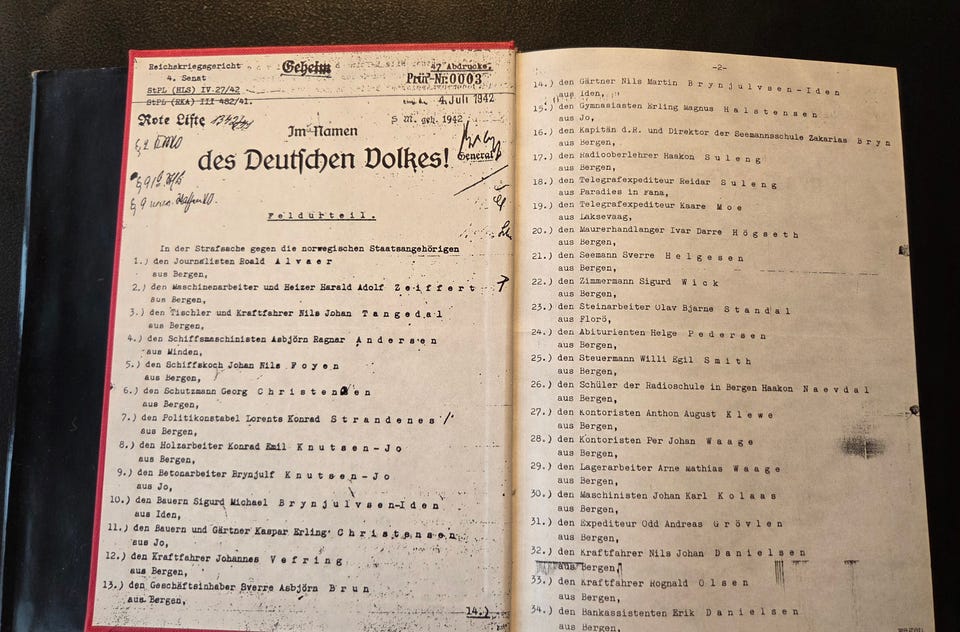 Reichskriegsgericht
4. Senat
StPL (HLS) IV.27/42
StPL (RKA) III 482/41.
Geheim
47 Abdrucke.
Prüf-Nr.0003
4. Juli 1942
Rote Liste
S M. geh. 1942
General
Im Namen
des Deutschen Volkes!
Feldurteil.
In der Strafsache gegen die norwegischen Staatsangehörigen
1.) den Journalisten Roald Alvaer
aus Bergen,
2.) den Maschinenarbeiter und Heizer Harald Adolf Zeiffert
aus Bergen,
3.) den Tischler und Kraftfahrer Nils Johan Tangedal
aus Bergen,
4.) den Schiffsmaschinisten Asbjörn Ragnar Andersen
aus Minden,
5.) den Schiffskoch Johan Nils Foyen
aus Bergen,
6.) den Schutzmann Georg Christensen
aus Bergen,
7.) den Politikonstabel Lorents Konrad Strandenes
aus Bergen,
8.) den Holzarbeiter Konrad Emil Knutsen-Jo
aus Bergen,
9.) den Betonarbeiter Brynjulf Knutsen-Jo
aus Jo,
10.) den Bauern Sigurd Michael Brynjulvsen-Iden
aus Iden,
11.) den Bauern und Gärtner Kaspar Erling Christensen
aus Jo,
12.) den Kraftfahrer Johannes Vefring
aus Bergen,
13.) den Geschäftsinhaber Sverre Asbjörn Brun
aus Bergen,
14.)
-2-
14.) den Gärtner Nils Martin Brynjulvsen-Iden
aus Iden,
15.) den Gymnasiasten Erling Magnus Halstensen
aus Jo,
16.) den Kapitän d.R. und Direktor der Seemannsschule Zakarias Bryn
aus Bergen,
17.) den Radiooberlehrer Haakon Suleng
aus Bergen,
18.) den Telegrafexpediteur Reidar Suleng
aus Paradies in Fana,
19.) den Telegrafexpediteur Kaare Moe
aus Laksevaag,
20.) den Maurerhandlanger Ivar Darre Högseth
aus Bergen,
21.) den Seemann Sverre Helgesen
aus Bergen,
22.) den Zimmermann Sigurd Wick
aus Bergen,
23.) den Steinarbeiter Olav Bjarne Standal
aus Florö,
24.) den Abiturienten Helge Pedersen
aus Bergen,
25.) den Steuermann Willi Egil Smith
aus Bergen,
26.) den Schüler der Radioschule in Bergen Haakon Naevdal
aus Bergen,
27.) den Kontoristen Anthon August Klewe
aus Bergen,
28.) den Kontoristen Per Johan Waage
aus Bergen,
29.) den Lagerarbeiter Arne Mathias Waage
aus Bergen,
30.) den Maschinisten Johan Karl Kolaas
aus Bergen,
31.) den Expediteur Odd Andreas Grövlen
aus Bergen,
32.) den Kraftfahrer Nils Johan Danielsen
aus Bergen,
33.) den Kraftfahrer Rognald Olsen
aus Bergen,
34.) den Bankassistenten Erik Danielsen
aus Bergen,